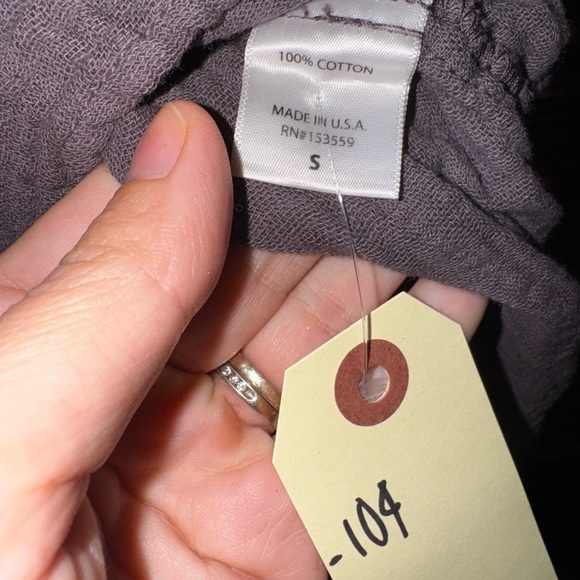 100% COTTON
MADE IN U.S.A.
RN#153559
S
-104